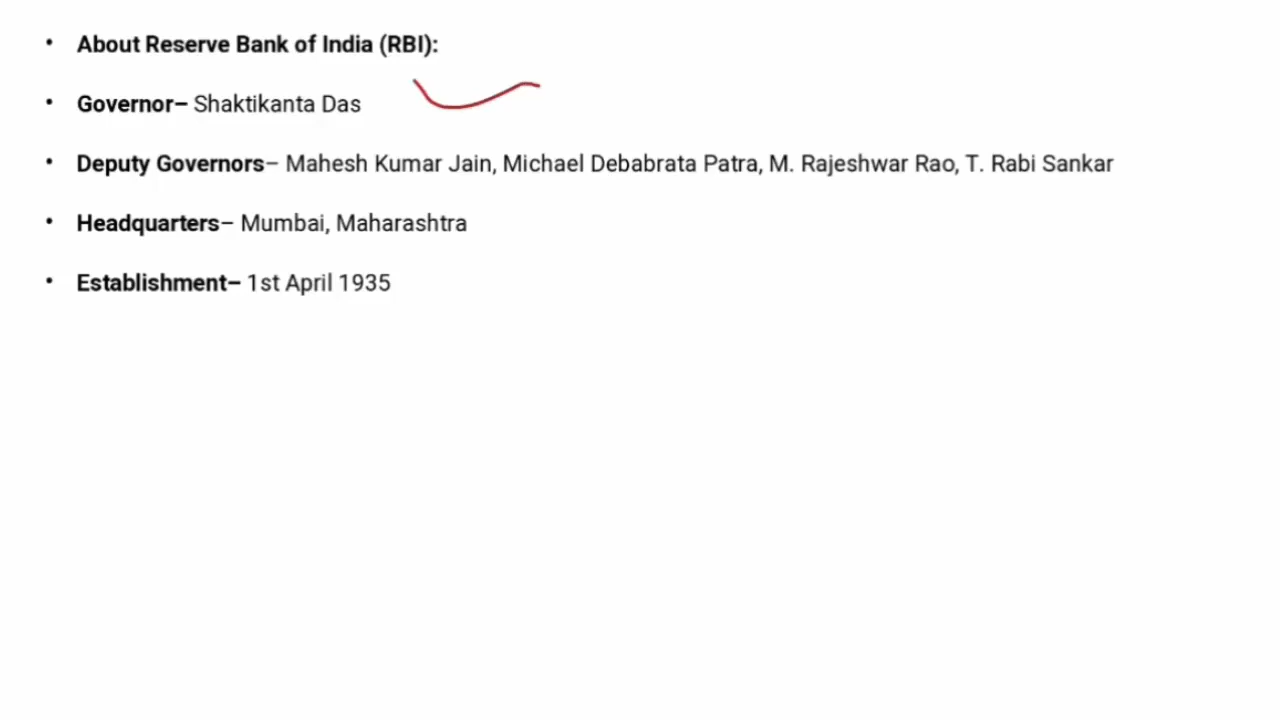 • About Reserve Bank of India (RBI):
• Governor– Shaktikanta Das
• Deputy Governors– Mahesh Kumar Jain, Michael Debabrata Patra, M. Rajeshwar Rao, T. Rabi Sankar
• Headquarters– Mumbai, Maharashtra
• Establishment– 1st April 1935